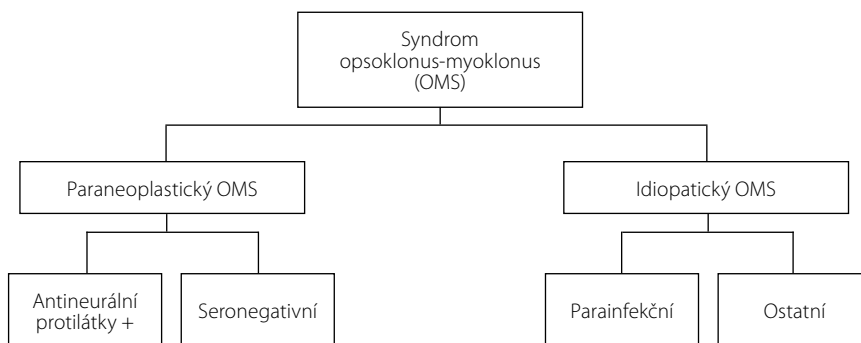 Syndrom
opsoklonus-myoklonus
(OMS)
Paraneoplastický OMS
Idiopatický OMS
Antineurální
protilátky +
Seronegativní
Parainfekční
Ostatní